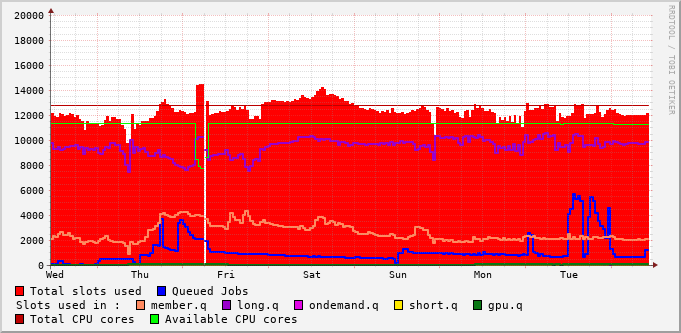 20000
18000
16000
14000
12000
10000
8000
6000
4000
2000
0
Wed Thu Fri Sat Sun Mon Tue
Total slots used Queued Jobs
Slots used in : member.q long.q ondemand.q short.q gpu.q
Total CPU cores Available CPU cores
RRDTOOL / TOBI OETIKER